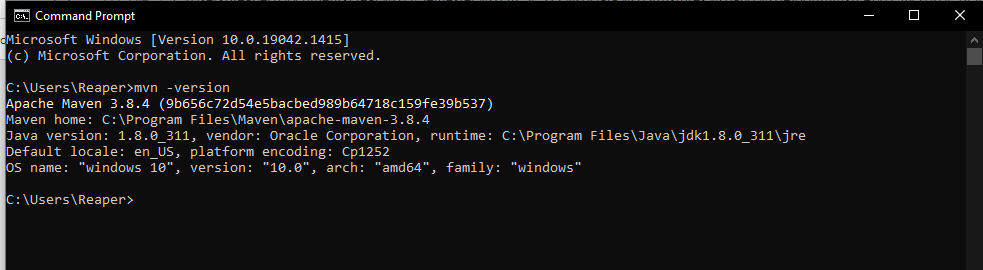 Command Prompt
Microsoft Windows [Version 10.0.19042.1415]
(c) Microsoft Corporation. All rights reserved.
C:\Users\Reaper>mvn -version
Apache Maven 3.8.4 (9b656c72d54e5bacbed989b64718c159fe39b537)
Maven home: C:\Program Files\Maven\apache-maven-3.8.4
Java version: 1.8.0_311, vendor: Oracle Corporation, runtime: C:\Program Files\Java\jdk1.8.0_311\jre
Default locale: en_US, platform encoding: Cp1252
OS name: "windows 10", version: "10.0", arch: "amd64", family: "windows"
C:\Users\Reaper>